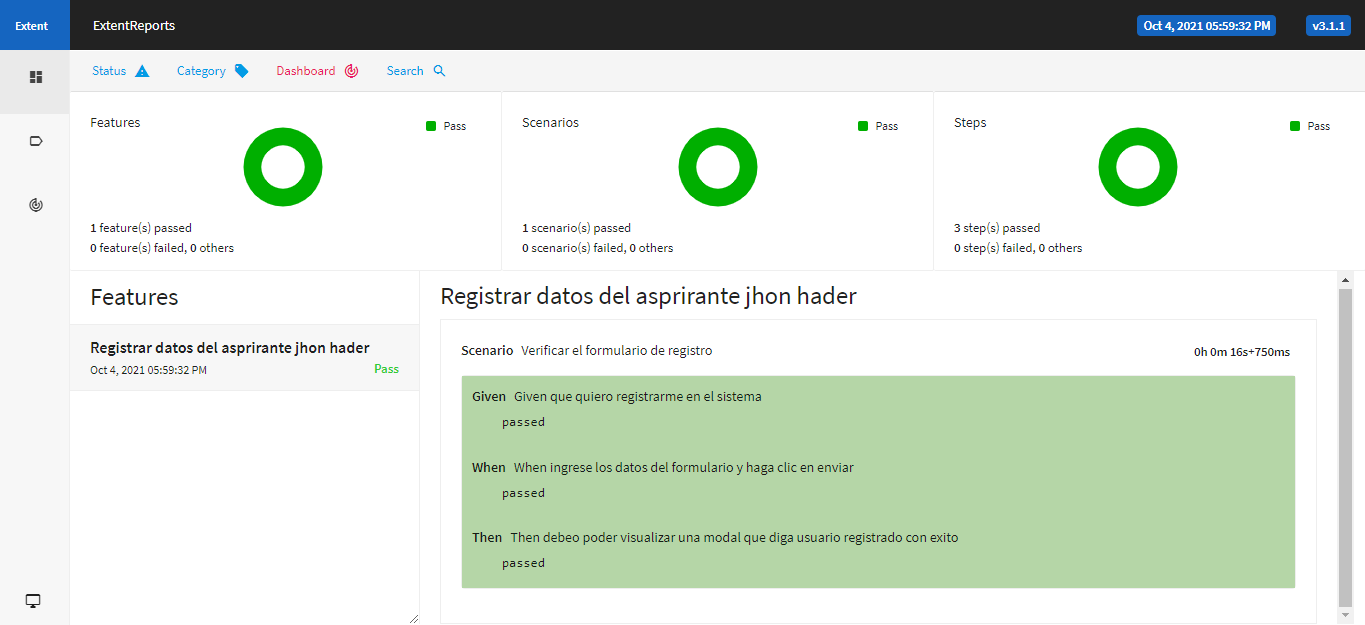 Extent
ExtentReports
Oct 4, 2021 05:59:32 PM
v3.1.1
Status
Category
Dashboard
Search
Features
Pass
1 feature(s) passed
0 feature(s) failed, 0 others
Scenarios
Pass
1 scenario(s) passed
0 scenario(s) failed, 0 others
Steps
Pass
3 step(s) passed
0 step(s) failed, 0 others
Features
Registrar datos del asprirante jhon hader
Oct 4, 2021 05:59:32 PM
Pass
Registrar datos del asprirante jhon hader
Scenario Verificar el formulario de registro
0h 0m 16s+750ms
Given Given que quiero registrarme en el sistema
passed
When When ingrese los datos del formulario y haga clic en enviar
passed
Then Then debeo poder visualizar una modal que diga usuario registrado con exito
passed